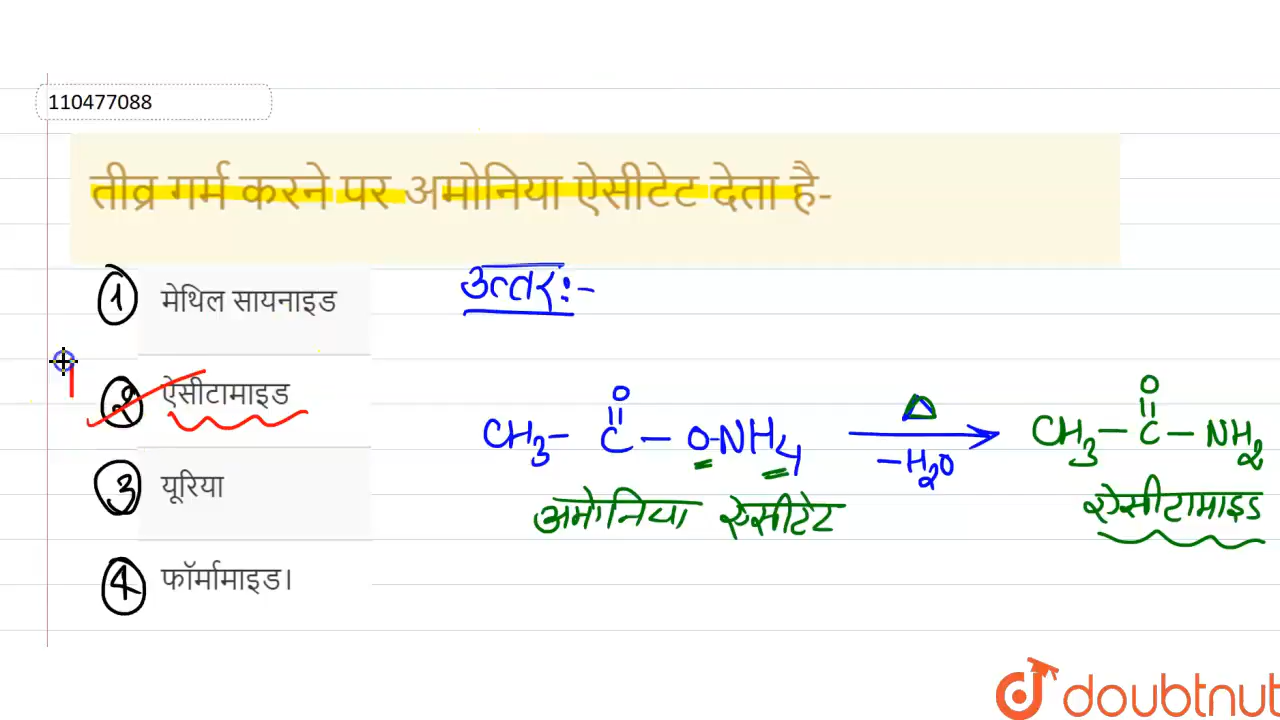 110477088
तीव्र गर्म करने पर अमोनिया ऐसीटेट देता है-
① मेथिल सायनाइड
② ऐसीटामाइड
③ यूरिया
④ फॉर्मामाइड।
उत्तर:-
O
||
CH₃— C — O-NH₄
Δ
-H₂O
O
||
CH₃— C — NH₂
अमोनिया ऐसीटेट
ऐसीटामाइड
doubtnut